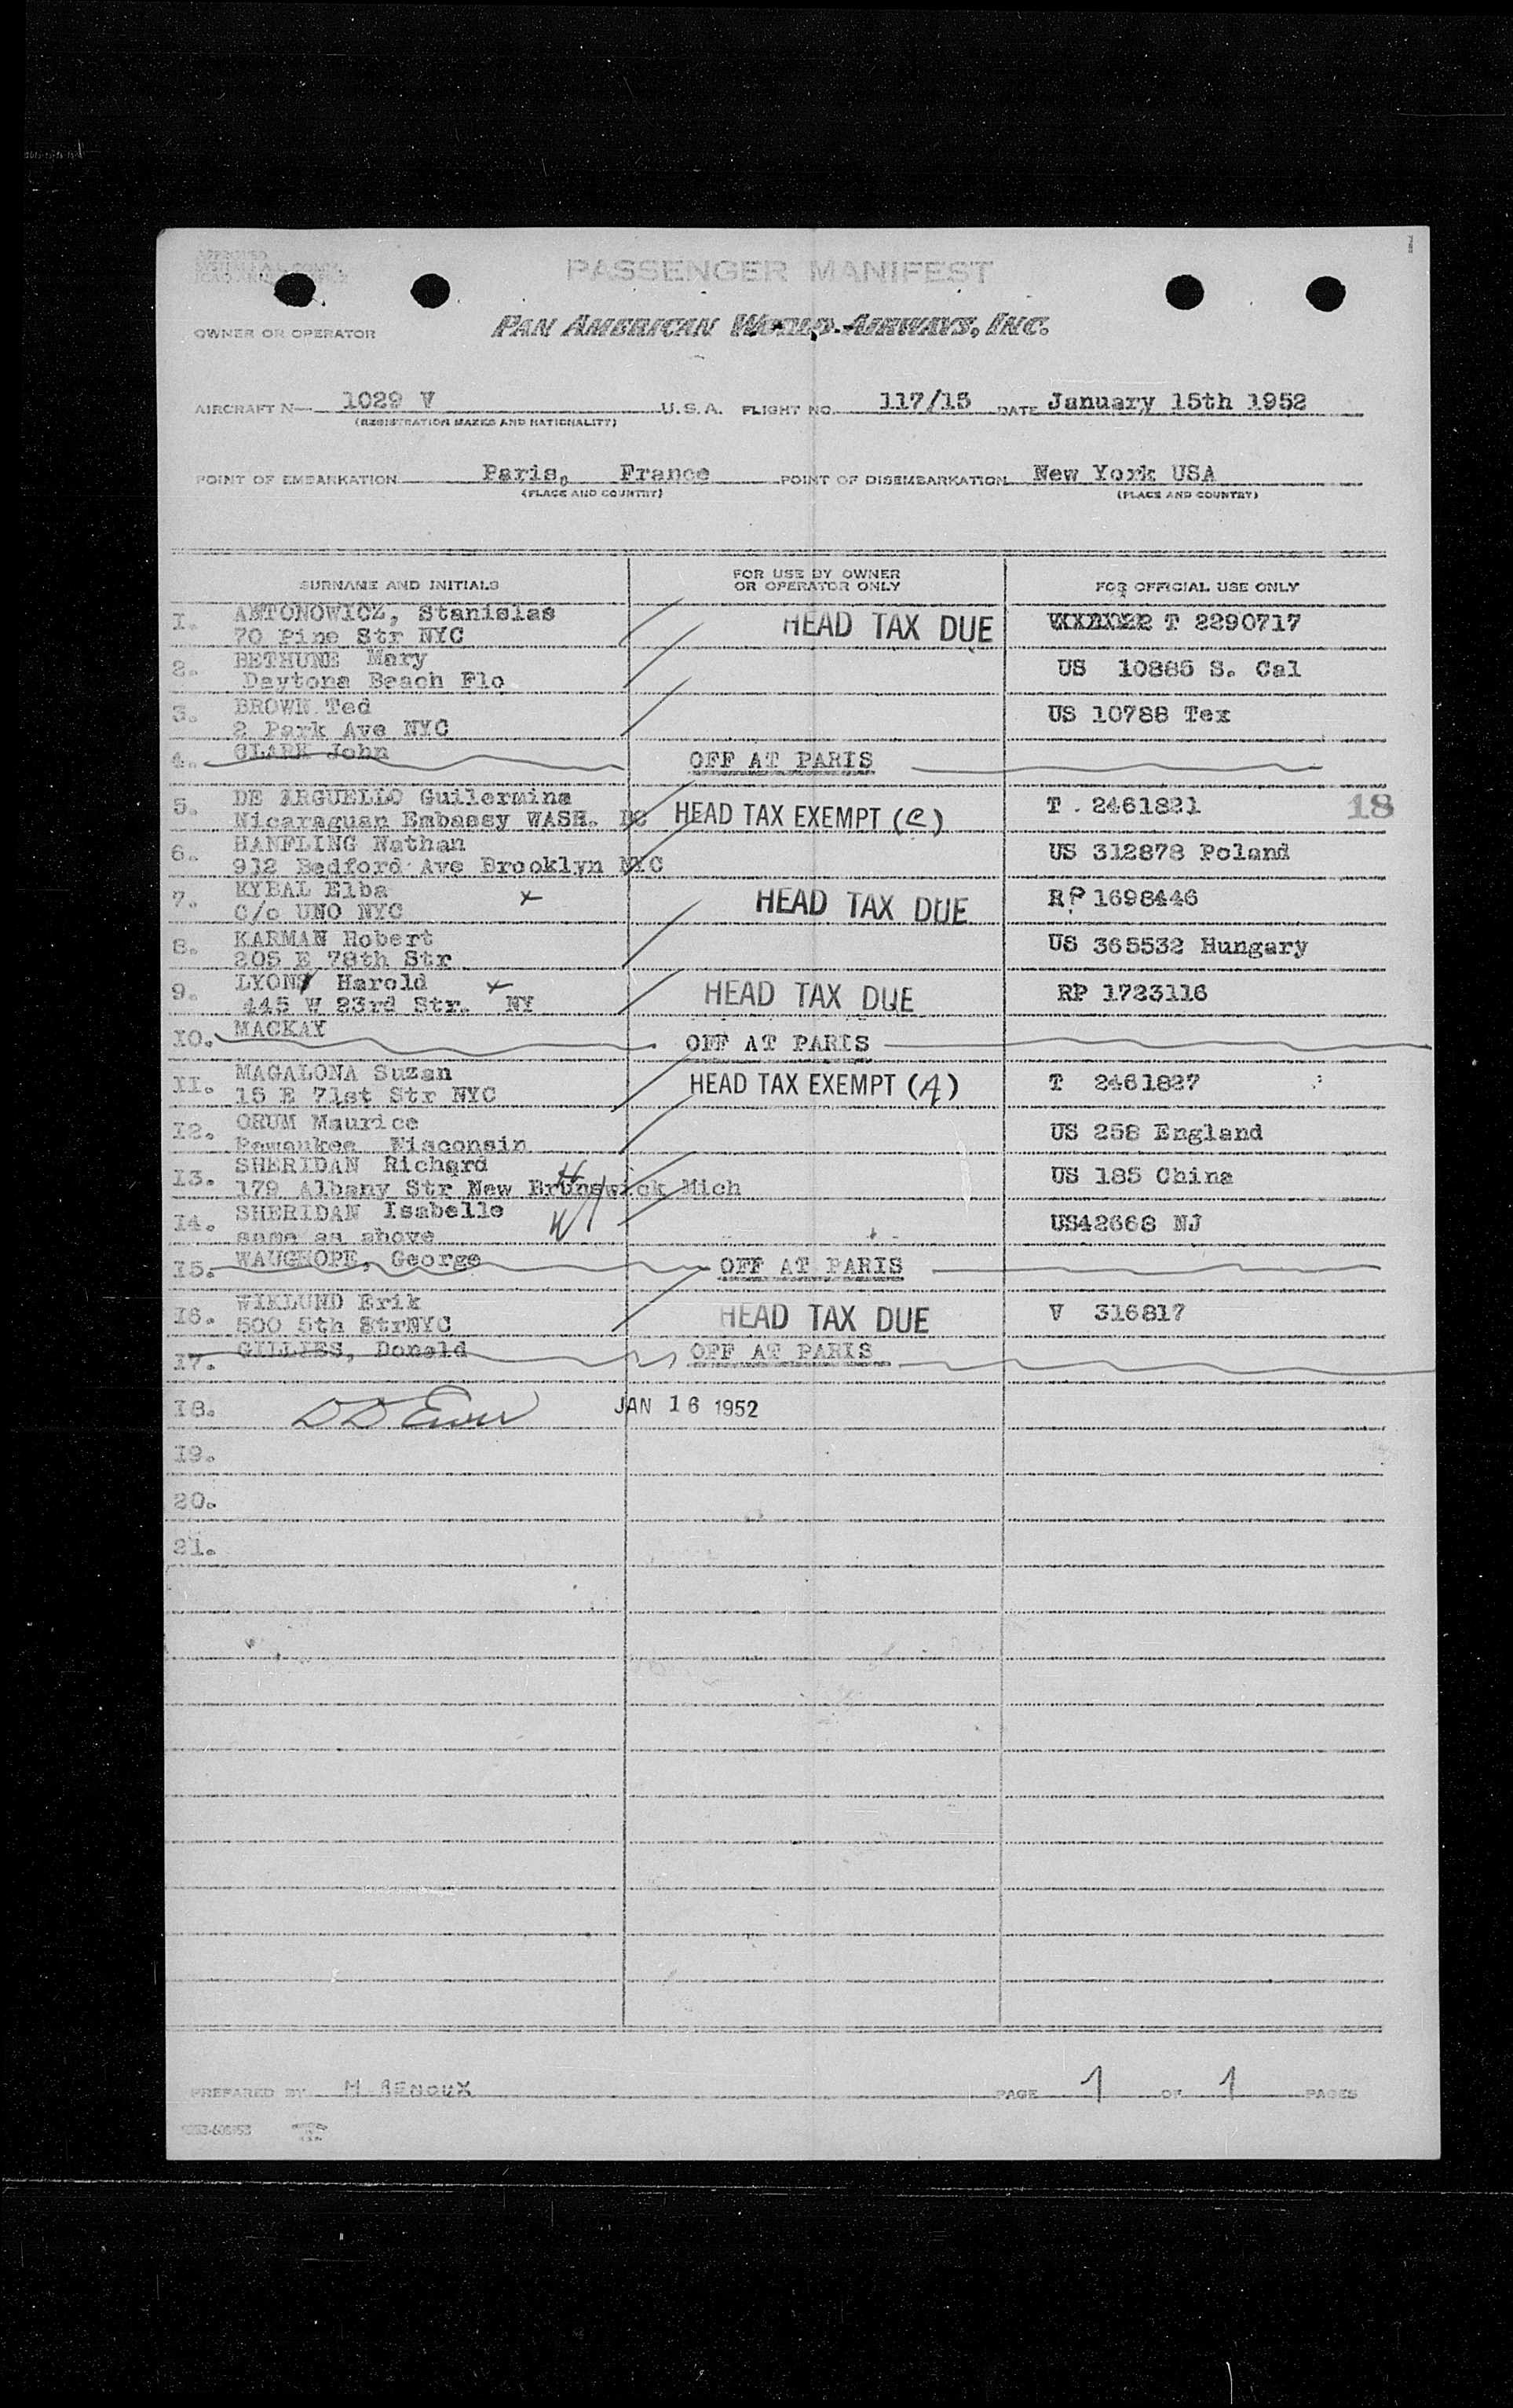 PASSENGER MANIFEST
OWNER OR OPERATOR PAN AMERICAN WORLD AIRWAYS, INC.
AIRCRAFT N 1029 V U.S.A. FLIGHT NO. 117/15 DATE January 15th 1952
(REGISTRATION MARKS AND NATIONALITY)
POINT OF EMBARKATION Paris, France POINT OF DISEMBARKATION New York USA
(PLACE AND COUNTRY) (PLACE AND COUNTRY)
SURNAME AND INITIALS FOR USE BY OWNER OR OPERATOR ONLY FOR OFFICIAL USE ONLY
1. ANTONOWICZ, Stanislas HEAD TAX DUE T 2290717
70 Pine Str NYC
2. BETHUNE Mary US 10885 S. Cal
Daytona Beach Flo
3. BROWN Ted US 10788 Tex
2 Park Ave NYC
4. CLARK John OFF AT PARIS
5. DE ARGUELLO Guilermina HEAD TAX EXEMPT (e) T. 2461821 18
Nicaraguan Embassy WASH. DC
6. HANFLING Nathan US 312878 Poland
912 Bedford Ave Brooklyn NYC
7. KYBAL Elba x HEAD TAX DUE RP 1698446
C/o UNO NYC
8. KARMAN Robert US 365532 Hungary
205 E 78th Str
9. LYON Harold x HEAD TAX DUE RP 1723116
445 W 23rd Str. NY
10. MACKAY OFF AT PARIS
11. MAGALONA Suzan HEAD TAX EXEMPT (A) T 2461827
15 E 71st Str NYC
12. ORUM Maurice US 258 England
Pewaukee Wisconsin
13. SHERIDAN Richard H US 185 China
179 Albany Str New Brunswick Mich
14. SHERIDAN Isabelle W US42668 NJ
same as above
15. WAUGHOPE, George OFF AT PARIS
16. WIKLUND Erik HEAD TAX DUE V 316817
500 5th StrNYC
17. GILLIES, Donald OFF AT PARIS
18. JAN 16 1952
19.
20.
21.
PREPARED BY M RENOUX PAGE 1 OF 1 PAGES